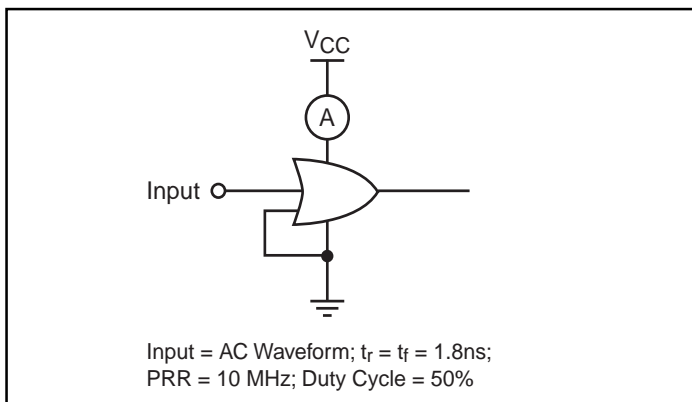 VCC
A
Input
Input = AC Waveform; tr = tf = 1.8ns;
PRR = 10 MHz; Duty Cycle = 50%